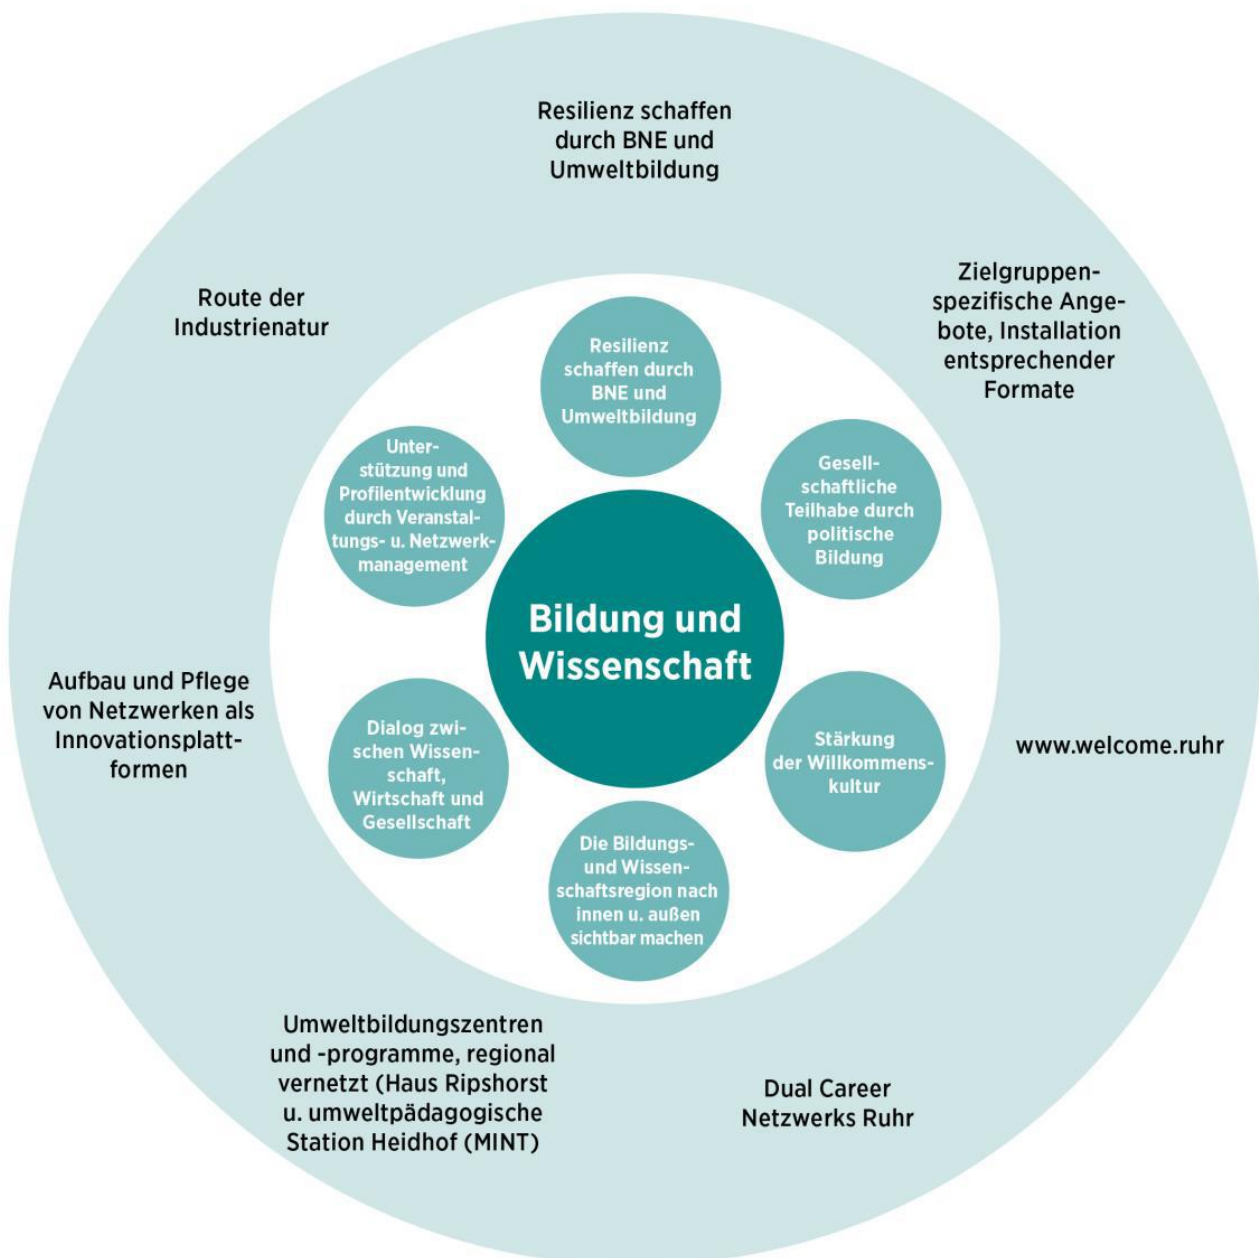 Resilienz schaffen
durch BNE und
Umweltbildung
Zielgruppen-
spezifische Ange-
bote, Installation
entsprechender
Formate
Route der
Industrienatur
Resilienz
schaffen durch
BNE und
Umweltbildung
Unter-
stützung und
Profilentwicklung
durch Veranstal-
tungs- u. Netzwerk-
management
Gesell-
schaftliche
Teilhabe durch
politische
Bildung
Bildung und
Wissenschaft
Aufbau und Pflege
von Netzwerken als
Innovationsplatt-
formen
Dialog zwi-
schen Wissen-
schaft,
Wirtschaft und
Gesellschaft
Stärkung
der Willkommens-
kultur
www.welcome.ruhr
Die Bildungs-
und Wissen-
schaftsregion nach
innen u. außen
sichtbar machen
Umweltbildungszentren
und -programme, regional
vernetzt (Haus Ripshorst
u. umweltpädagogische
Station Heidhof (MINT)
Dual Career
Netzwerks Ruhr